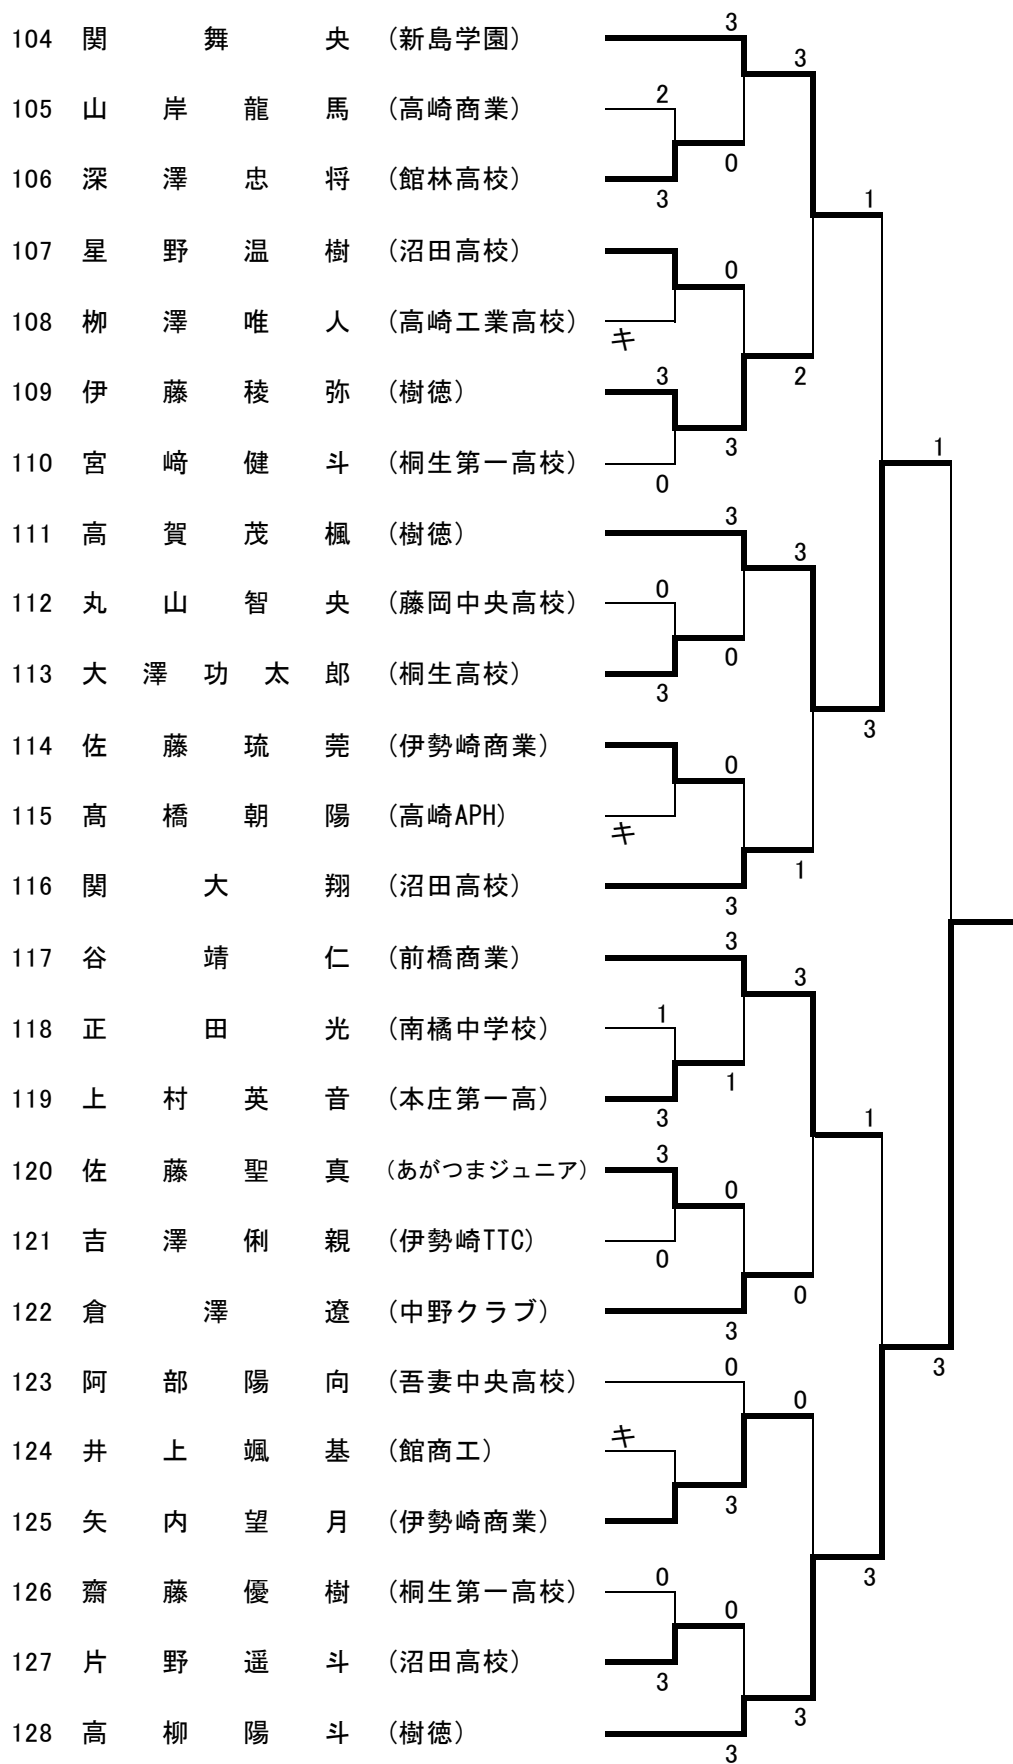 3
104 関 舞 央 (新島学園)
3
105 山 岸 龍 馬 (高崎商業) 2
0
106 深 澤 忠 将 (館林高校)
3
1
107 星 野 温 樹 (沼田高校)
0
108 栁 澤 唯 人 (高崎工業高校) キ
2
109 伊 藤 稜 弥 (樹徳) 3
3
1
110 宮 﨑 健 斗 (桐生第一高校)
0
3
111 高 賀 茂 楓 (樹徳)
3
112 丸 山 智 央 (藤岡中央高校) 0
0
113 大 澤 功 太 郎 (桐生高校)
3
3
114 佐 藤 琉 莞 (伊勢崎商業)
0
115 髙 橋 朝 陽 (高崎APH) キ
1
116 関 大 翔 (沼田高校)
3
3
117 谷 靖 仁 (前橋商業)
3
118 正 田 光 (南橘中学校) 1
1
119 上 村 英 音 (本庄第一高)
3
1
120 佐 藤 聖 真 (あがつまジュニア) 3
0
121 吉 澤 俐 親 (伊勢崎TTC)
0
0
122 倉 澤 遼 (中野クラブ)
3
3
0
123 阿 部 陽 向 (吾妻中央高校)
0
124 井 上 颯 基 (館商工) キ
3
125 矢 内 望 月 (伊勢崎商業)
3
126 齋 藤 優 樹 (桐生第一高校) 0
0
127 片 野 遥 斗 (沼田高校)
3
3
128 高 柳 陽 斗 (樹徳)
3